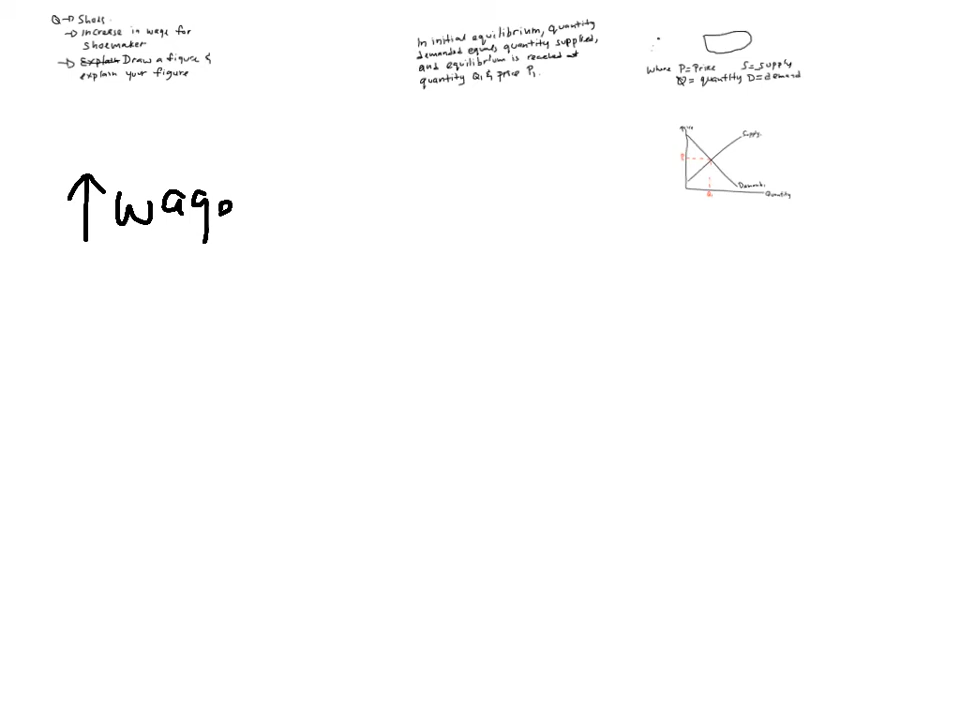 Q→ Shoes.
→ Increase in wage for
Shoemaker
→ Explain Draw a figure &
explain your figure
↑ wage
In initial equilibrium, quantity
demanded equals quantity supplied,
and equilibrium is reached at
quantity Q₁ & price P₁.
where P=Price S=supply
Q = quantity D=demand
Price
Supply
Demand
Quantity